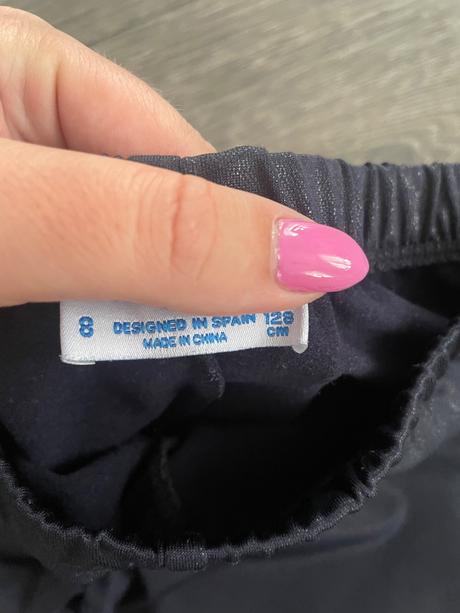 8 DESIGNED IN SPAIN 128
MADE IN CHINA CM